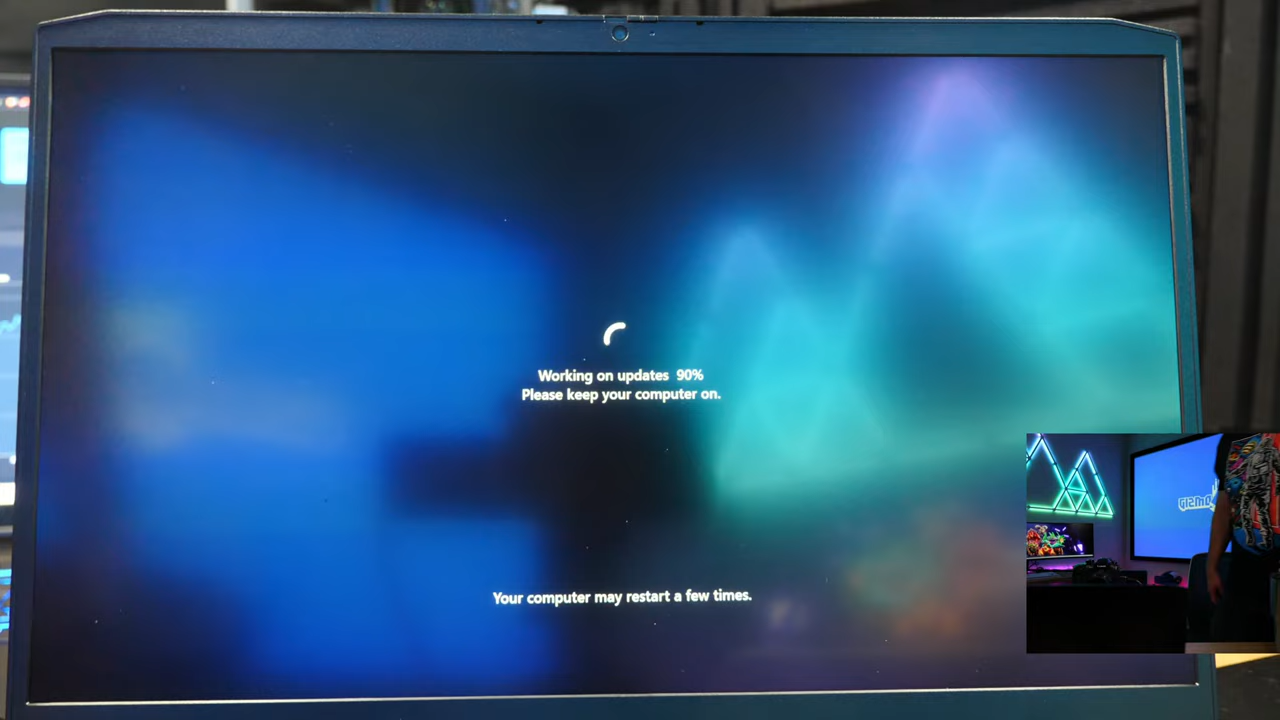 Working on updates 90%
Please keep your computer on.
Your computer may restart a few times.